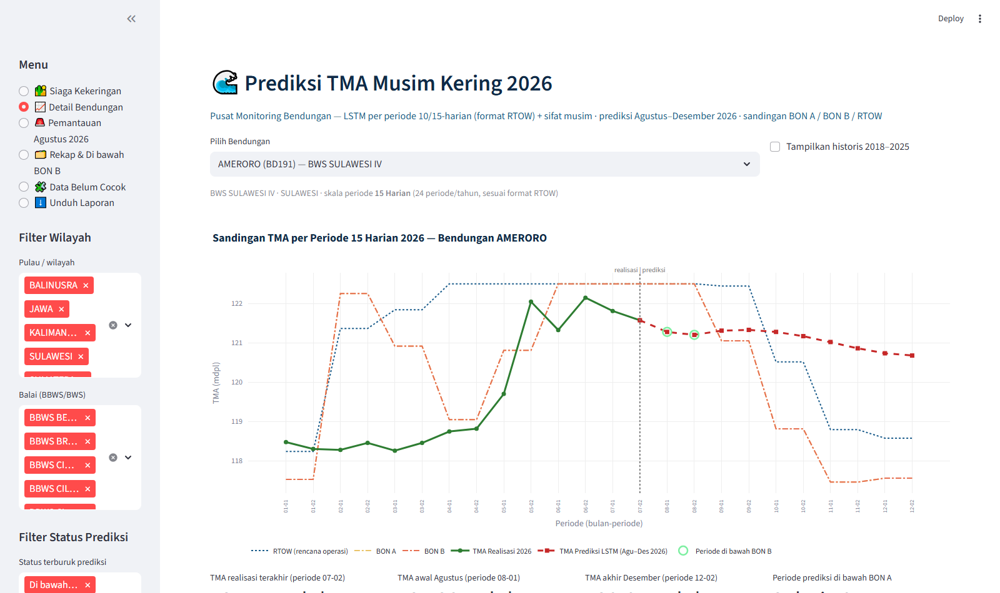 Deploy
Menu
Siaga Kekeringan
Detail Bendungan
Pemantauan
Agustus 2026
Rekap & Di bawah
BON B
Data Belum Cocok
Unduh Laporan
Filter Wilayah
Pulau / wilayah
BALINUSRA ×
JAWA ×
KALIMAN... ×
SULAWESI ×
Balai (BBWS/BWS)
BBWS BE... ×
BBWS BR... ×
BBWS CI... ×
BBWS CIL... ×
Filter Status Prediksi
Status terburuk prediksi
Di bawah... ×
Prediksi TMA Musim Kering 2026
Pusat Monitoring Bendungan — LSTM per periode 10/15-harian (format RTOW) + sifat musim · prediksi Agustus–Desember 2026 · sandingan BON A / BON B / RTOW
Pilih Bendungan
AMERORO (BD191) — BWS SULAWESI IV
Tampilkan historis 2018–2025
BWS SULAWESI IV · SULAWESI · skala periode 15 Harian (24 periode/tahun, sesuai format RTOW)
Sandingan TMA per Periode 15 Harian 2026 — Bendungan AMERORO
realisasi | prediksi
122
121
120
119
118
TMA (mdpl)
01-01
01-02
02-01
02-02
03-01
03-02
04-01
04-02
05-01
05-02
06-01
06-02
07-01
07-02
08-01
08-02
09-01
09-02
10-01
10-02
11-01
11-02
12-01
12-02
Periode (bulan-periode)
RTOW (rencana operasi)
BON A
BON B
TMA Realisasi 2026
TMA Prediksi LSTM (Agu–Des 2026)
Periode di bawah BON B
TMA realisasi terakhir (periode 07-02)
TMA awal Agustus (periode 08-01)
TMA akhir Desember (periode 12-02)
Periode prediksi di bawah BON A